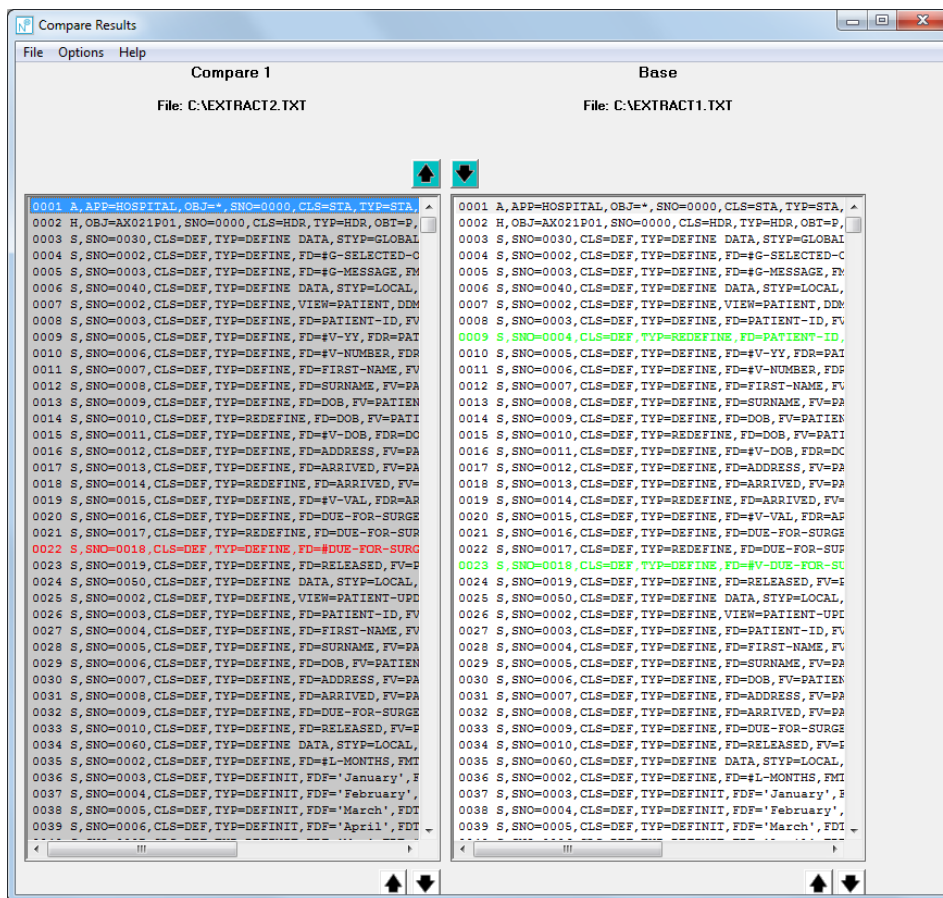 Compare Results
File Options Help
Compare 1
File: C:\EXTRACT2.TXT
0001 A,APP=HOSPITAL,OBJ=*,SNO=0000,CLS=STA,TYP=STA,
0002 H,OBJ=AX021P01,SNO=0000,CLS=HDR,TYP=HDR,OBT=P,
0003 S,SNO=0030,CLS=DEF,TYP=DEFINE DATA,STYP=GLOBAL
0004 S,SNO=0002,CLS=DEF,TYP=DEFINE,FD=#G-SELECTED-C
0005 S,SNO=0003,CLS=DEF,TYP=DEFINE,FD=#G-MESSAGE,FM
0006 S,SNO=0040,CLS=DEF,TYP=DEFINE DATA,STYP=LOCAL,
0007 S,SNO=0002,CLS=DEF,TYP=DEFINE,VIEW=PATIENT,DDM
0008 S,SNO=0003,CLS=DEF,TYP=DEFINE,FD=PATIENT-ID,FV
0009 S,SNO=0005,CLS=DEF,TYP=DEFINE,FD=#V-YY,FDR=PAT
0010 S,SNO=0006,CLS=DEF,TYP=DEFINE,FD=#V-NUMBER,FDR
0011 S,SNO=0007,CLS=DEF,TYP=DEFINE,FD=FIRST-NAME,FV
0012 S,SNO=0008,CLS=DEF,TYP=DEFINE,FD=SURNAME,FV=PA
0013 S,SNO=0009,CLS=DEF,TYP=DEFINE,FD=DOB,FV=PATIEN
0014 S,SNO=0010,CLS=DEF,TYP=REDEFINE,FD=DOB,FV=PATI
0015 S,SNO=0011,CLS=DEF,TYP=DEFINE,FD=#V-DOB,FDR=DO
0016 S,SNO=0012,CLS=DEF,TYP=DEFINE,FD=ADDRESS,FV=PA
0017 S,SNO=0013,CLS=DEF,TYP=DEFINE,FD=ARRIVED,FV=PA
0018 S,SNO=0014,CLS=DEF,TYP=REDEFINE,FD=ARRIVED,FV=
0019 S,SNO=0015,CLS=DEF,TYP=DEFINE,FD=#V-VAL,FDR=AR
0020 S,SNO=0016,CLS=DEF,TYP=DEFINE,FD=DUE-FOR-SURGE
0021 S,SNO=0017,CLS=DEF,TYP=REDEFINE,FD=DUE-FOR-SUR
0022 S,SNO=0018,CLS=DEF,TYP=DEFINE,FD=#DUE-FOR-SURG
0023 S,SNO=0019,CLS=DEF,TYP=DEFINE,FD=RELEASED,FV=P
0024 S,SNO=0050,CLS=DEF,TYP=DEFINE DATA,STYP=LOCAL,
0025 S,SNO=0002,CLS=DEF,TYP=DEFINE,VIEW=PATIENT-UPD
0026 S,SNO=0003,CLS=DEF,TYP=DEFINE,FD=PATIENT-ID,FV
0027 S,SNO=0004,CLS=DEF,TYP=DEFINE,FD=FIRST-NAME,FV
0028 S,SNO=0005,CLS=DEF,TYP=DEFINE,FD=SURNAME,FV=PA
0029 S,SNO=0006,CLS=DEF,TYP=DEFINE,FD=DOB,FV=PATIEN
0030 S,SNO=0007,CLS=DEF,TYP=DEFINE,FD=ADDRESS,FV=PA
0031 S,SNO=0008,CLS=DEF,TYP=DEFINE,FD=ARRIVED,FV=PA
0032 S,SNO=0009,CLS=DEF,TYP=DEFINE,FD=DUE-FOR-SURGE
0033 S,SNO=0010,CLS=DEF,TYP=DEFINE,FD=RELEASED,FV=P
0034 S,SNO=0060,CLS=DEF,TYP=DEFINE DATA,STYP=LOCAL,
0035 S,SNO=0002,CLS=DEF,TYP=DEFINE,FD=#L-MONTHS,FMT
0036 S,SNO=0003,CLS=DEF,TYP=DEFINIT,FDF='January',F
0037 S,SNO=0004,CLS=DEF,TYP=DEFINIT,FDF='February',
0038 S,SNO=0005,CLS=DEF,TYP=DEFINIT,FDF='March',FDT
0039 S,SNO=0006,CLS=DEF,TYP=DEFINIT,FDF='April',FDT
Base
File: C:\EXTRACT1.TXT
0001 A,APP=HOSPITAL,OBJ=*,SNO=0000,CLS=STA,TYP=STA,
0002 H,OBJ=AX021P01,SNO=0000,CLS=HDR,TYP=HDR,OBT=P,
0003 S,SNO=0030,CLS=DEF,TYP=DEFINE DATA,STYP=GLOBAL
0004 S,SNO=0002,CLS=DEF,TYP=DEFINE,FD=#G-SELECTED-C
0005 S,SNO=0003,CLS=DEF,TYP=DEFINE,FD=#G-MESSAGE,FM
0006 S,SNO=0040,CLS=DEF,TYP=DEFINE DATA,STYP=LOCAL,
0007 S,SNO=0002,CLS=DEF,TYP=DEFINE,VIEW=PATIENT,DDM
0008 S,SNO=0003,CLS=DEF,TYP=DEFINE,FD=PATIENT-ID,FV
0009 S,SNO=0004,CLS=DEF,TYP=REDEFINE,FD=PATIENT-ID,
0010 S,SNO=0005,CLS=DEF,TYP=DEFINE,FD=#V-YY,FDR=PAT
0011 S,SNO=0006,CLS=DEF,TYP=DEFINE,FD=#V-NUMBER,FDR
0012 S,SNO=0007,CLS=DEF,TYP=DEFINE,FD=FIRST-NAME,FV
0013 S,SNO=0008,CLS=DEF,TYP=DEFINE,FD=SURNAME,FV=PA
0014 S,SNO=0009,CLS=DEF,TYP=DEFINE,FD=DOB,FV=PATIEN
0015 S,SNO=0010,CLS=DEF,TYP=REDEFINE,FD=DOB,FV=PATI
0016 S,SNO=0011,CLS=DEF,TYP=DEFINE,FD=#V-DOB,FDR=DO
0017 S,SNO=0012,CLS=DEF,TYP=DEFINE,FD=ADDRESS,FV=PA
0018 S,SNO=0013,CLS=DEF,TYP=DEFINE,FD=ARRIVED,FV=PA
0019 S,SNO=0014,CLS=DEF,TYP=REDEFINE,FD=ARRIVED,FV=
0020 S,SNO=0015,CLS=DEF,TYP=DEFINE,FD=#V-VAL,FDR=AR
0021 S,SNO=0016,CLS=DEF,TYP=DEFINE,FD=DUE-FOR-SURGE
0022 S,SNO=0017,CLS=DEF,TYP=REDEFINE,FD=DUE-FOR-SUR
0023 S,SNO=0018,CLS=DEF,TYP=DEFINE,FD=#V-DUE-FOR-SU
0024 S,SNO=0019,CLS=DEF,TYP=DEFINE,FD=RELEASED,FV=P
0025 S,SNO=0050,CLS=DEF,TYP=DEFINE DATA,STYP=LOCAL,
0026 S,SNO=0002,CLS=DEF,TYP=DEFINE,VIEW=PATIENT-UPD
0027 S,SNO=0003,CLS=DEF,TYP=DEFINE,FD=PATIENT-ID,FV
0028 S,SNO=0004,CLS=DEF,TYP=DEFINE,FD=FIRST-NAME,FV
0029 S,SNO=0005,CLS=DEF,TYP=DEFINE,FD=SURNAME,FV=PA
0030 S,SNO=0006,CLS=DEF,TYP=DEFINE,FD=DOB,FV=PATIEN
0031 S,SNO=0007,CLS=DEF,TYP=DEFINE,FD=ADDRESS,FV=PA
0032 S,SNO=0008,CLS=DEF,TYP=DEFINE,FD=ARRIVED,FV=PA
0033 S,SNO=0009,CLS=DEF,TYP=DEFINE,FD=DUE-FOR-SURGE
0034 S,SNO=0010,CLS=DEF,TYP=DEFINE,FD=RELEASED,FV=P
0035 S,SNO=0060,CLS=DEF,TYP=DEFINE DATA,STYP=LOCAL,
0036 S,SNO=0002,CLS=DEF,TYP=DEFINE,FD=#L-MONTHS,FMT
0037 S,SNO=0003,CLS=DEF,TYP=DEFINIT,FDF='January',F
0038 S,SNO=0004,CLS=DEF,TYP=DEFINIT,FDF='February',
0039 S,SNO=0005,CLS=DEF,TYP=DEFINIT,FDF='March',FDT